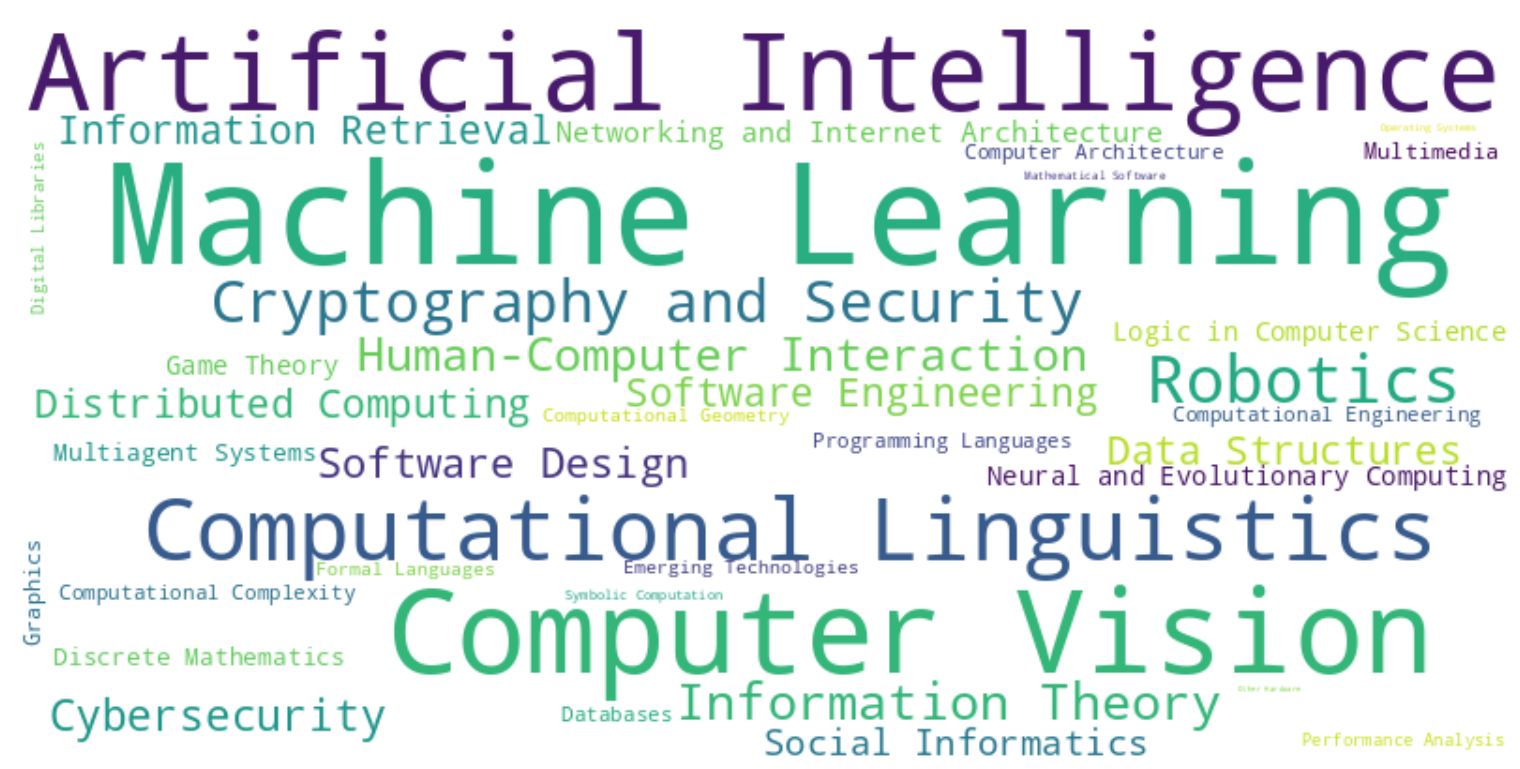 Artificial Intelligence
Information Retrieval
Networking and Internet Architecture
Operating Systems
Computer Architecture
Multimedia
Mathematical Software
Digital Libraries
Machine Learning
Cryptography and Security
Logic in Computer Science
Game Theory
Human-Computer Interaction
Robotics
Distributed Computing
Software Engineering
Computational Geometry
Computational Engineering
Multiagent Systems
Software Design
Programming Languages
Data Structures
Neural and Evolutionary Computing
Computational Linguistics
Graphics
Formal Languages
Emerging Technologies
Computational Complexity
Symbolic Computation
Computer Vision
Discrete Mathematics
Other Hardware
Cybersecurity
Databases
Information Theory
Social Informatics
Performance Analysis